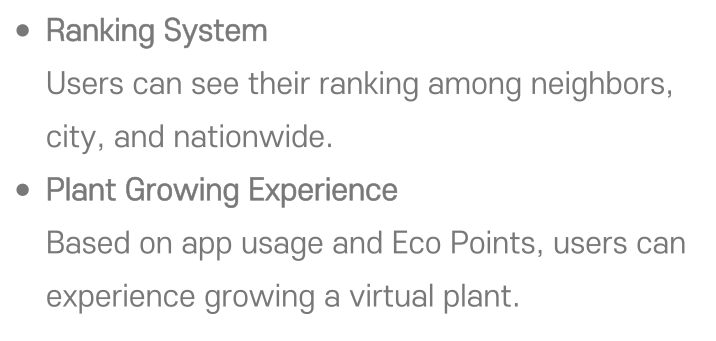 • Ranking System
Users can see their ranking among neighbors,
city, and nationwide.
• Plant Growing Experience
Based on app usage and Eco Points, users can
experience growing a virtual plant.